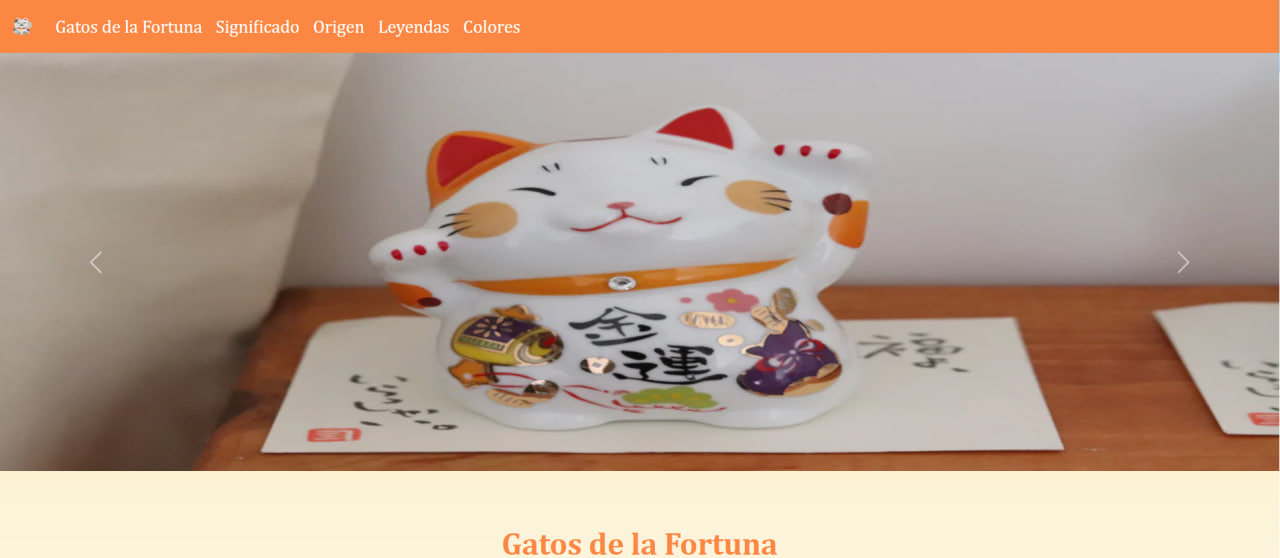 Gatos de la Fortuna Significado Origen Leyendas Colores
金
運
福
いらっしゃい。
Gatos de la Fortuna